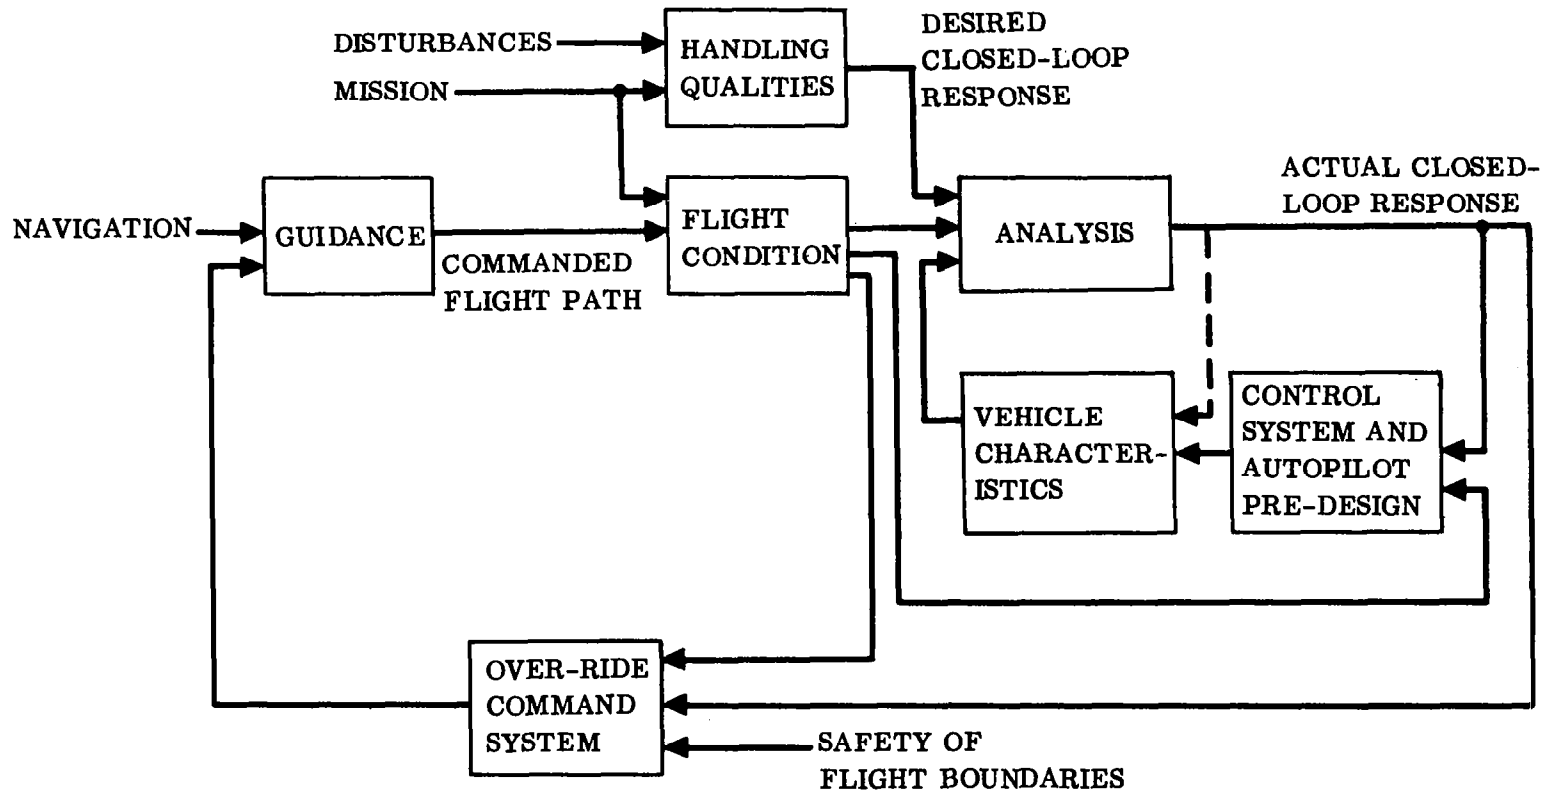 DISTURBANCES
MISSION
HANDLING
QUALITIES
DESIRED
CLOSED-LOOP
RESPONSE
NAVIGATION
GUIDANCE
COMMANDED
FLIGHT PATH
FLIGHT
CONDITION
ANALYSIS
ACTUAL CLOSED-
LOOP RESPONSE
VEHICLE
CHARACTER-
ISTICS
CONTROL
SYSTEM AND
AUTOPILOT
PRE-DESIGN
OVER-RIDE
COMMAND
SYSTEM
SAFETY OF
FLIGHT BOUNDARIES